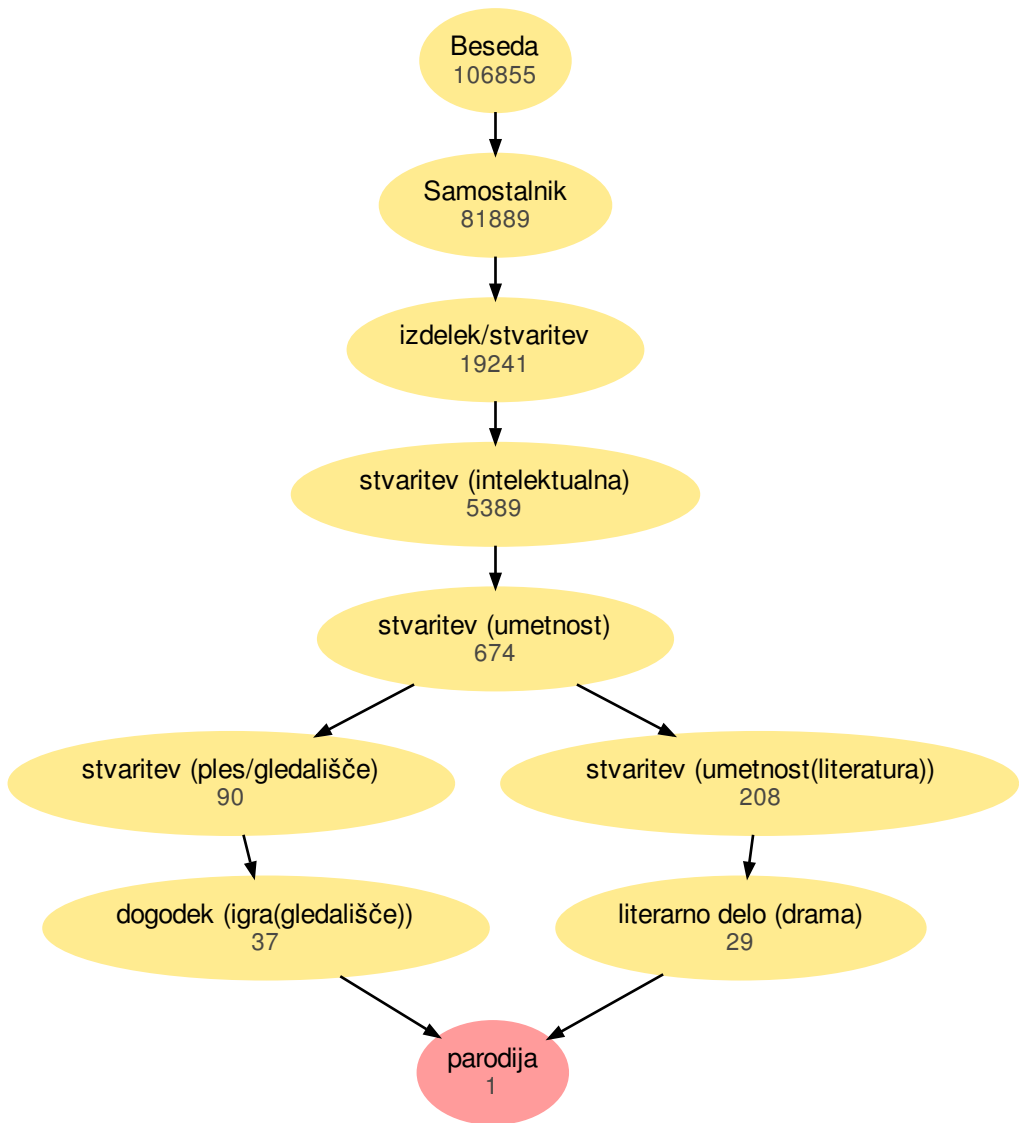 Beseda
106855
Samostalnik
81889
izdelek/stvaritev
19241
stvaritev (intelektualna)
5389
stvaritev (umetnost)
674
stvaritev (ples/gledališče)
90
stvaritev (umetnost(literatura))
208
dogodek (igra(gledališče))
37
literarno delo (drama)
29
parodija
1